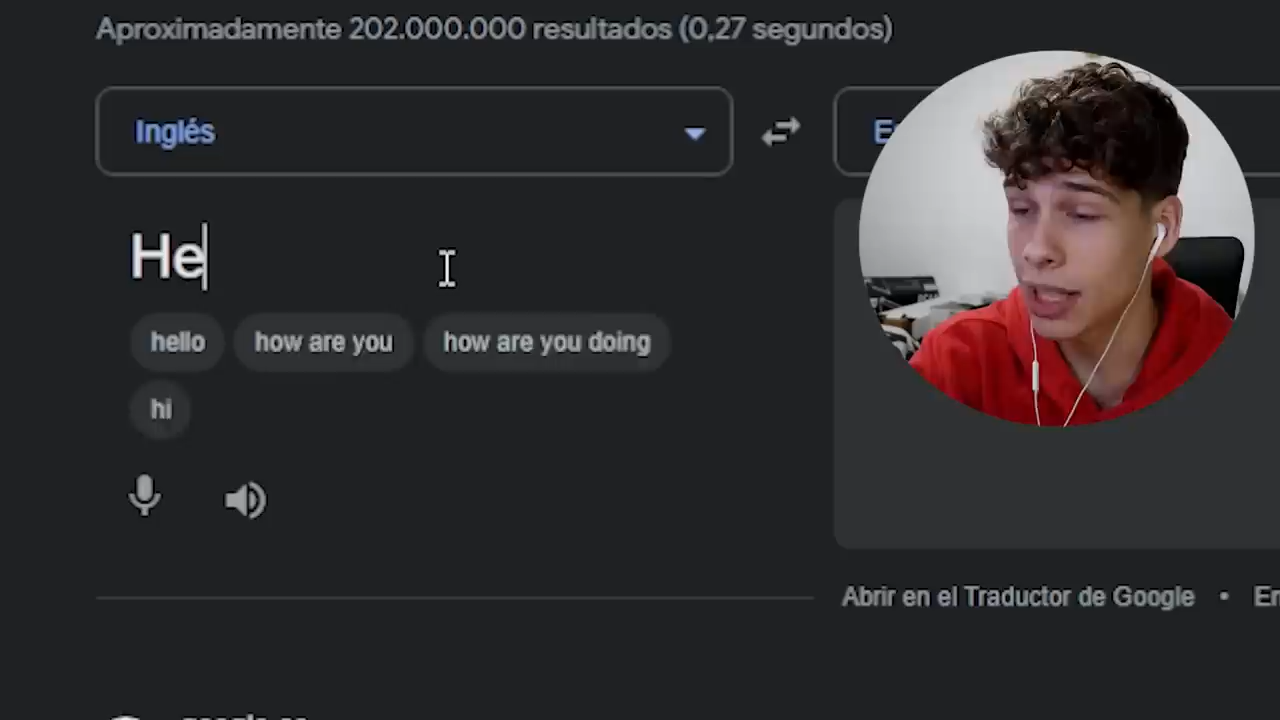 Aproximadamente 202.000.000 resultados (0,27 segundos)
Inglés
He
hello how are you how are you doing
hi
Abrir en el Traductor de Google •